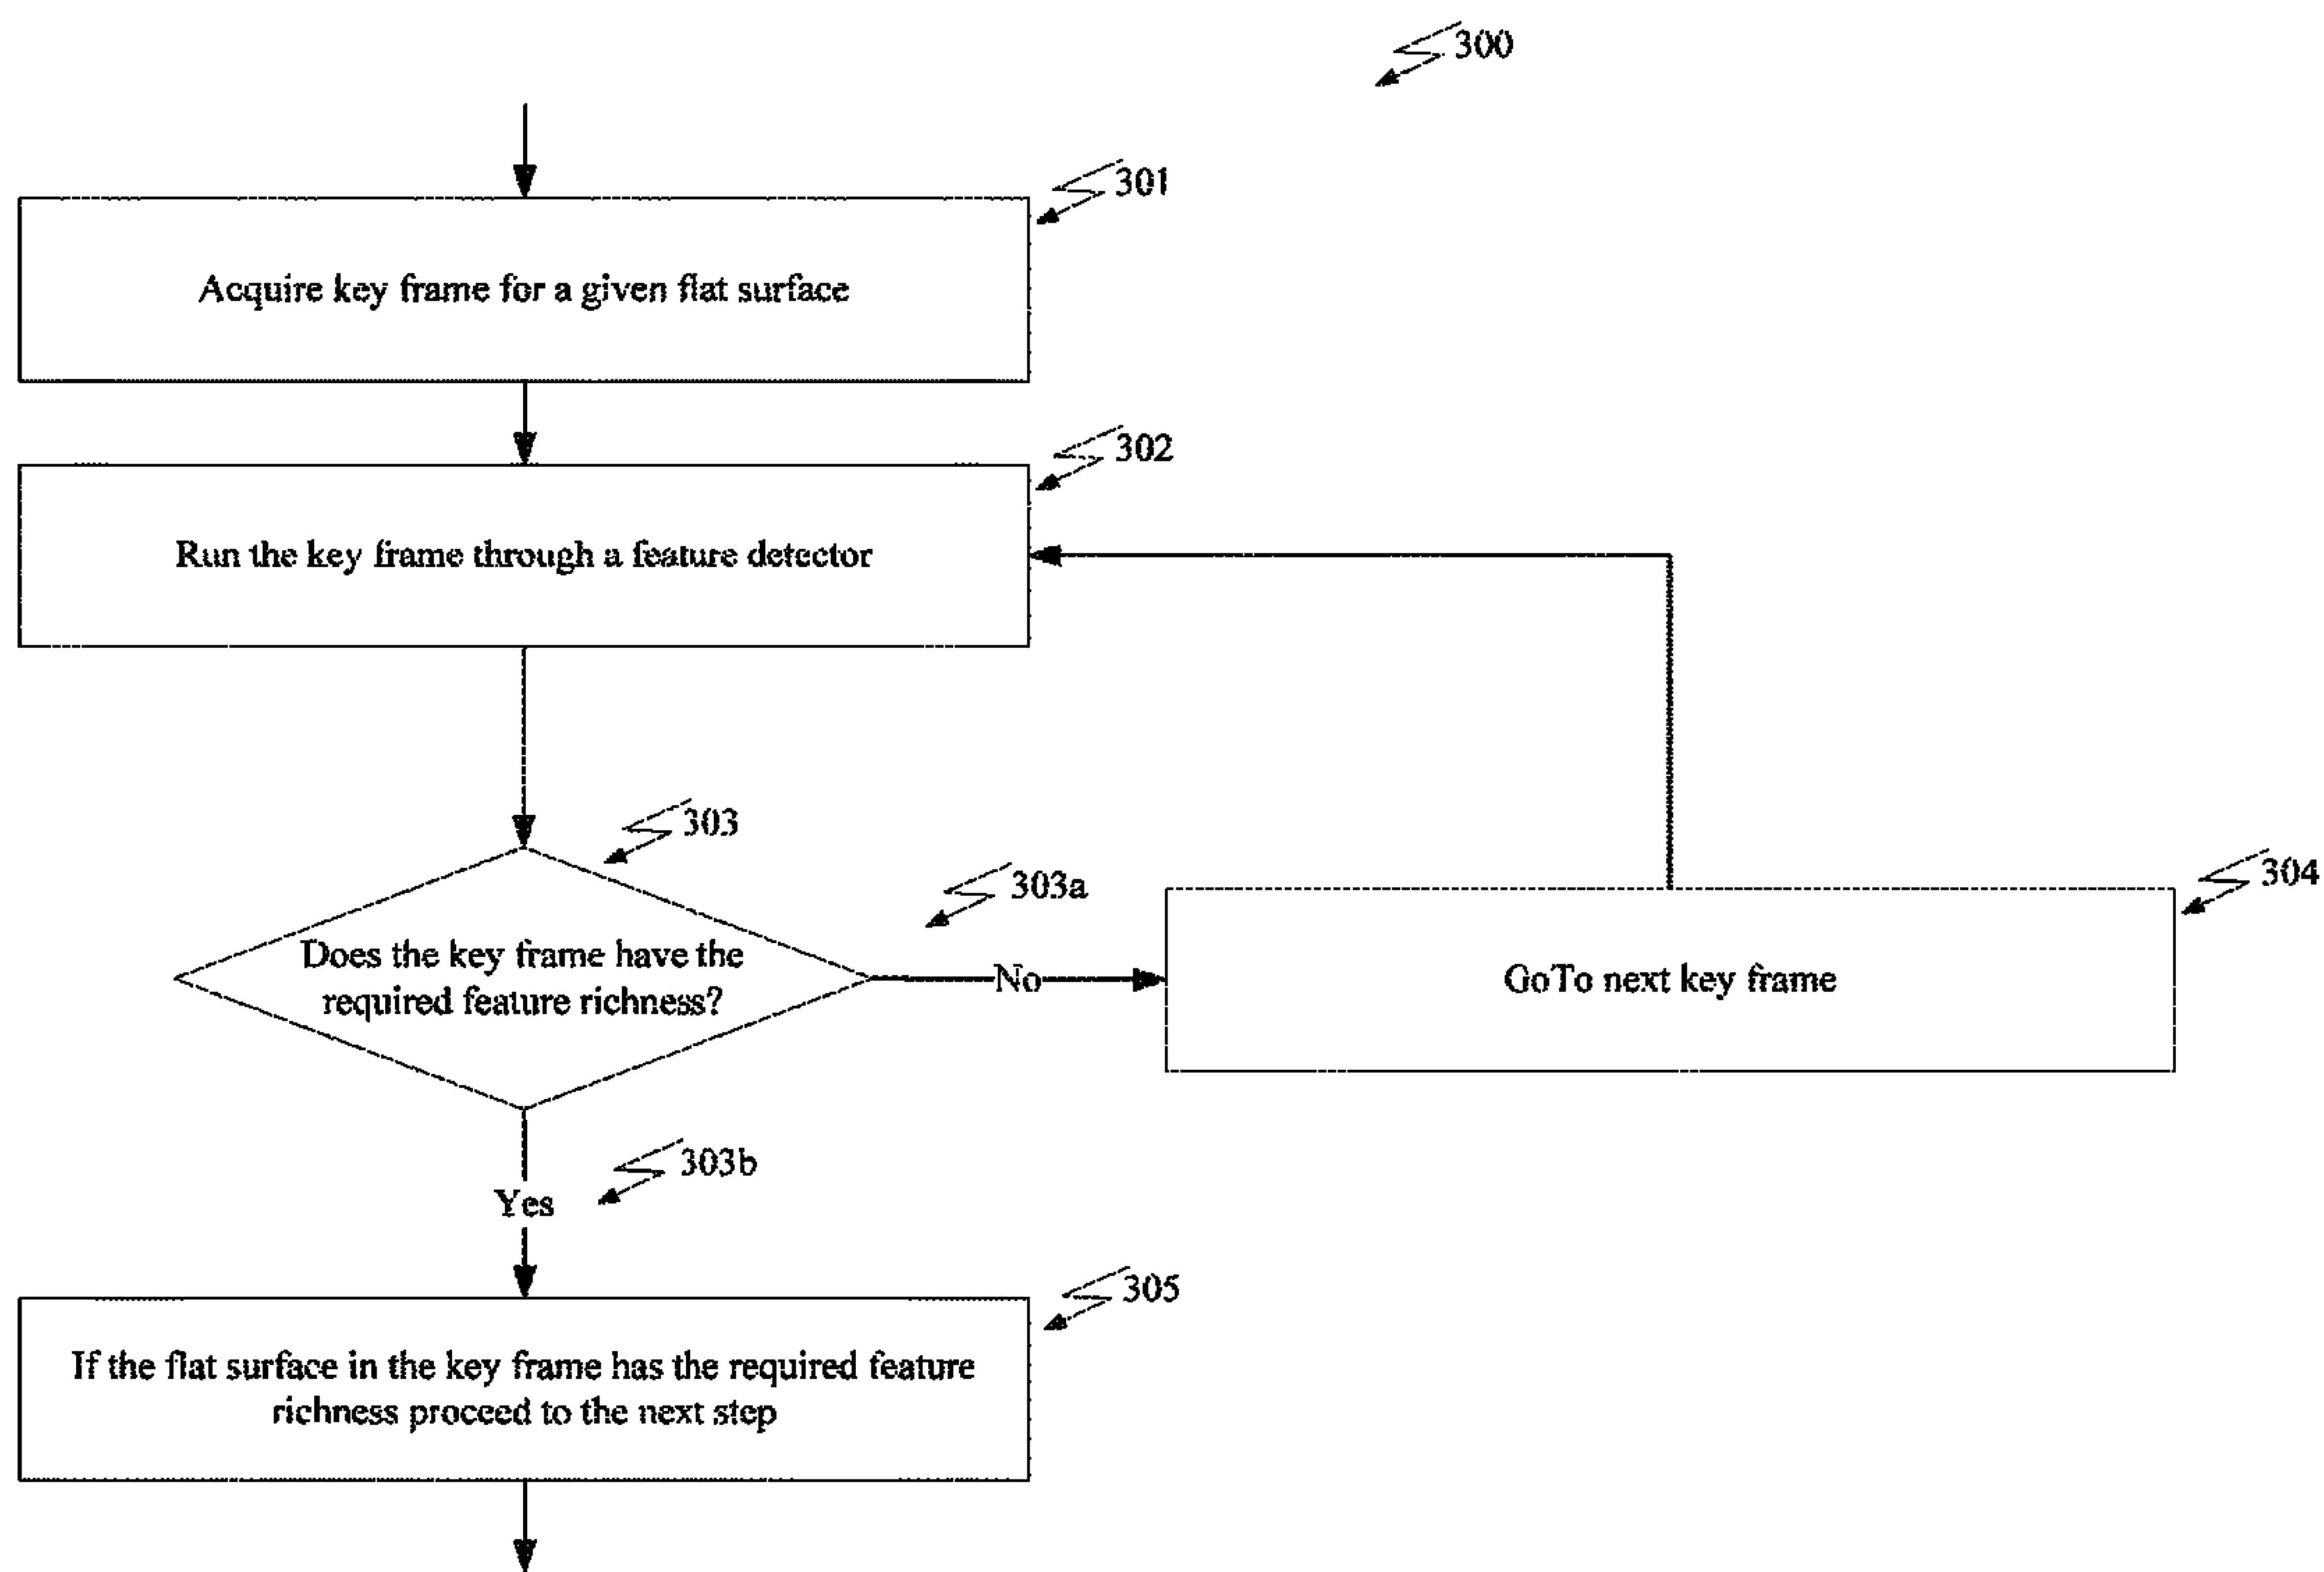 300
301
Acquire key frame for a given flat surface
302
Run the key frame through a feature detector
303
303a
304
Does the key frame have the
required feature richness?
No
GoTo next key frame
303b
Yes
305
If the flat surface in the key frame has the required feature
richness proceed to the next step